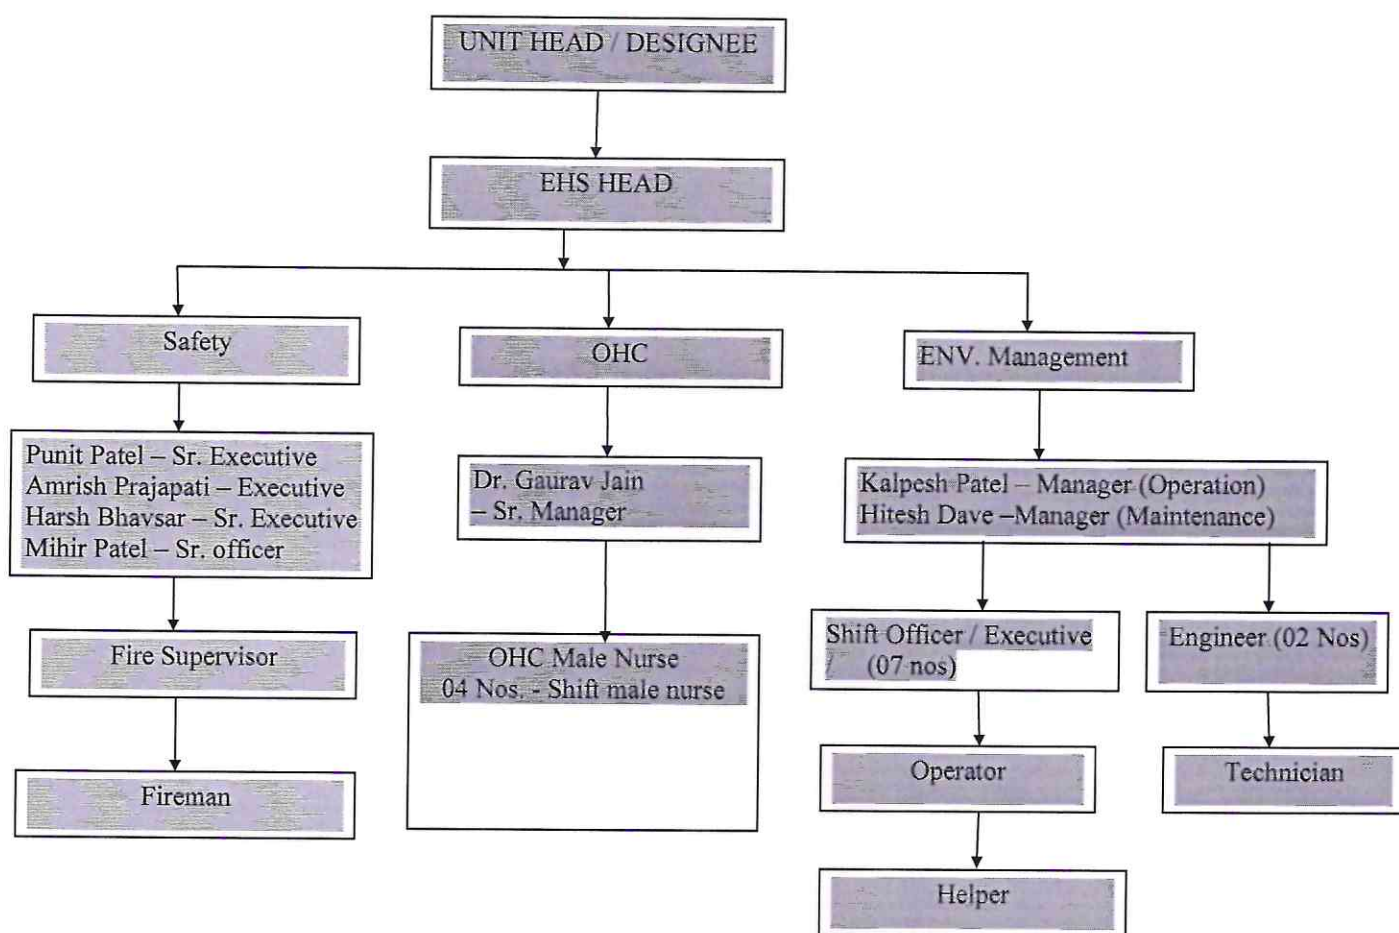 UNIT HEAD / DESIGNEE
EHS HEAD
Safety
OHC
ENV. Management
Punit Patel – Sr. Executive
Amrish Prajapati – Executive
Harsh Bhavsar – Sr. Executive
Mihir Patel – Sr. officer
Dr. Gaurav Jain
– Sr. Manager
Kalpesh Patel – Manager (Operation)
Hitesh Dave –Manager (Maintenance)
Fire Supervisor
OHC Male Nurse
04 Nos. - Shift male nurse
Shift Officer / Executive
/ (07 nos)
Engineer (02 Nos)
Fireman
Operator
Technician
Helper